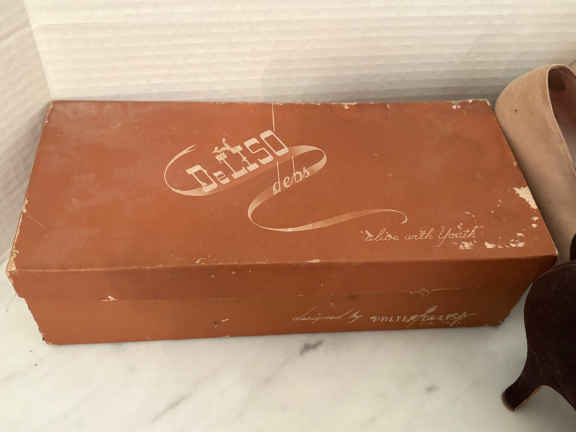 DeLISO
debs
"alive with Youth"
designed by